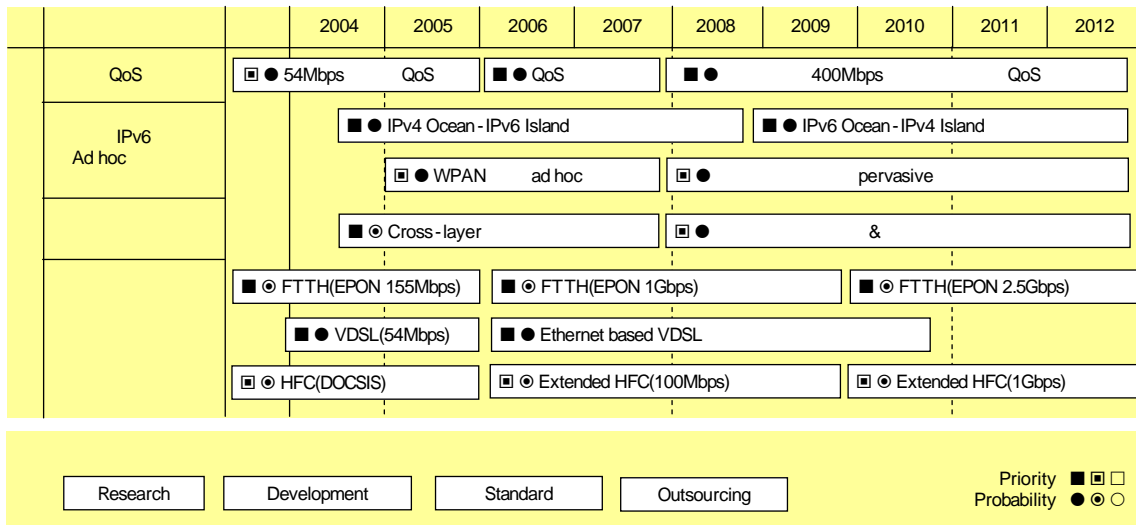 2004 2005 2006 2007 2008 2009 2010 2011 2012
QoS ▣ ● 54Mbps QoS ■ ● QoS ■ ● 400Mbps QoS
IPv6
Ad hoc
■ ● IPv4 Ocean-IPv6 Island ■ ● IPv6 Ocean-IPv4 Island
▣ ● WPAN ad hoc ▣ ● pervasive
■ ◉ Cross-layer ▣ ● &
■ ◉ FTTH(EPON 155Mbps) ■ ◉ FTTH(EPON 1Gbps) ■ ◉ FTTH(EPON 2.5Gbps)
■ ● VDSL(54Mbps) ■ ● Ethernet based VDSL
▣ ◉ HFC(DOCSIS) ▣ ◉ Extended HFC(100Mbps) ▣ ◉ Extended HFC(1Gbps)
Research Development Standard Outsourcing
Priority ■ ▣ □
Probability ● ◉ ○